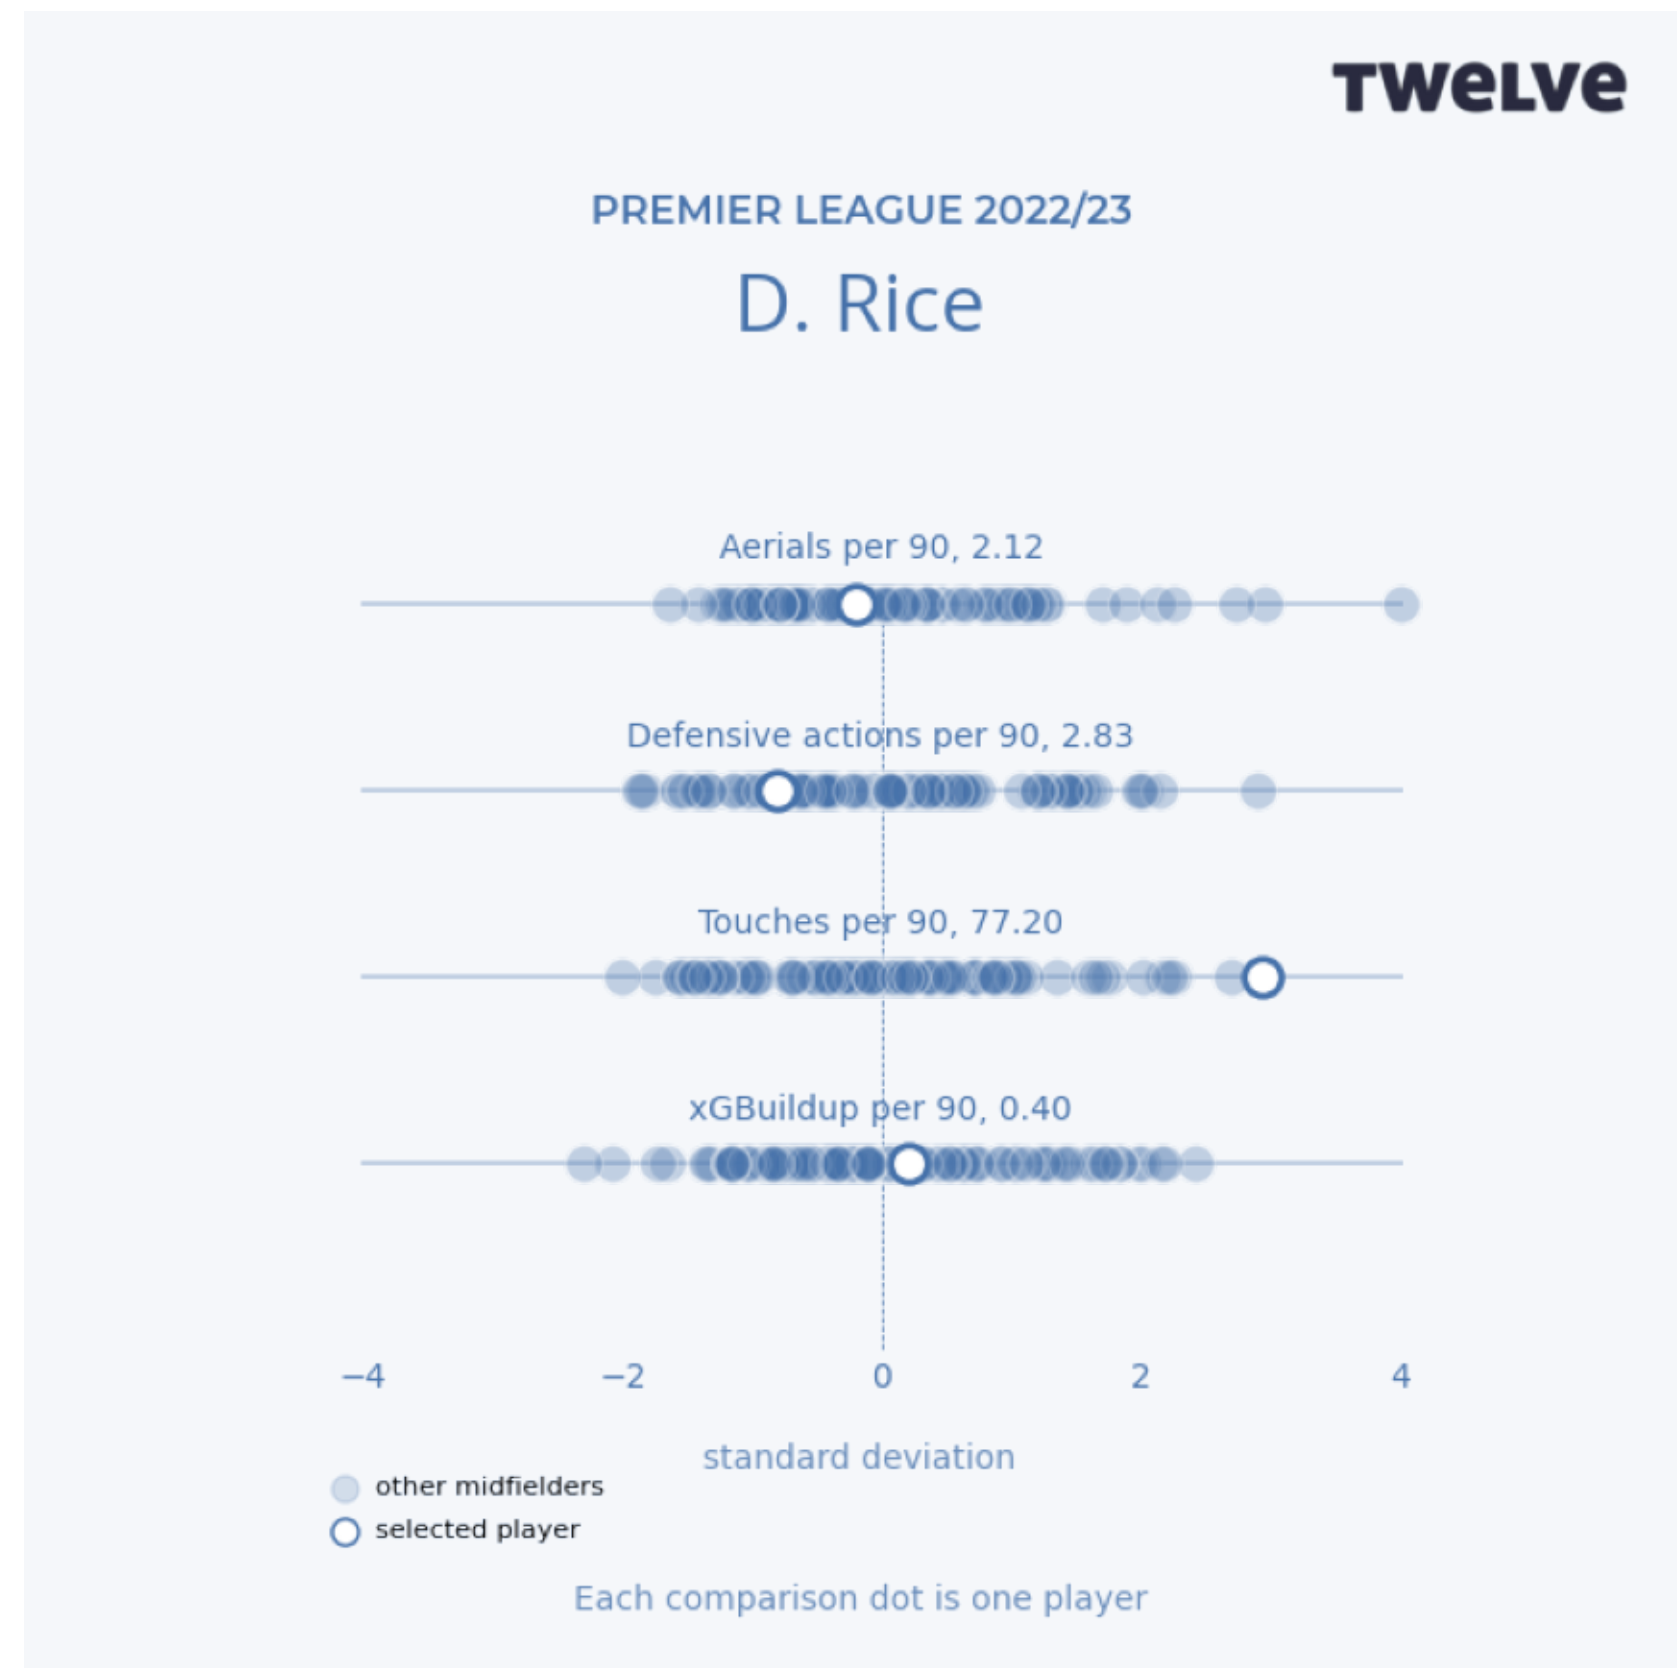 TWELVE
PREMIER LEAGUE 2022/23
D. Rice
Aerials per 90, 2.12
Defensive actions per 90, 2.83
Touches per 90, 77.20
xGBuildup per 90, 0.40
−4 −2 0 2 4
standard deviation
other midfielders
selected player
Each comparison dot is one player